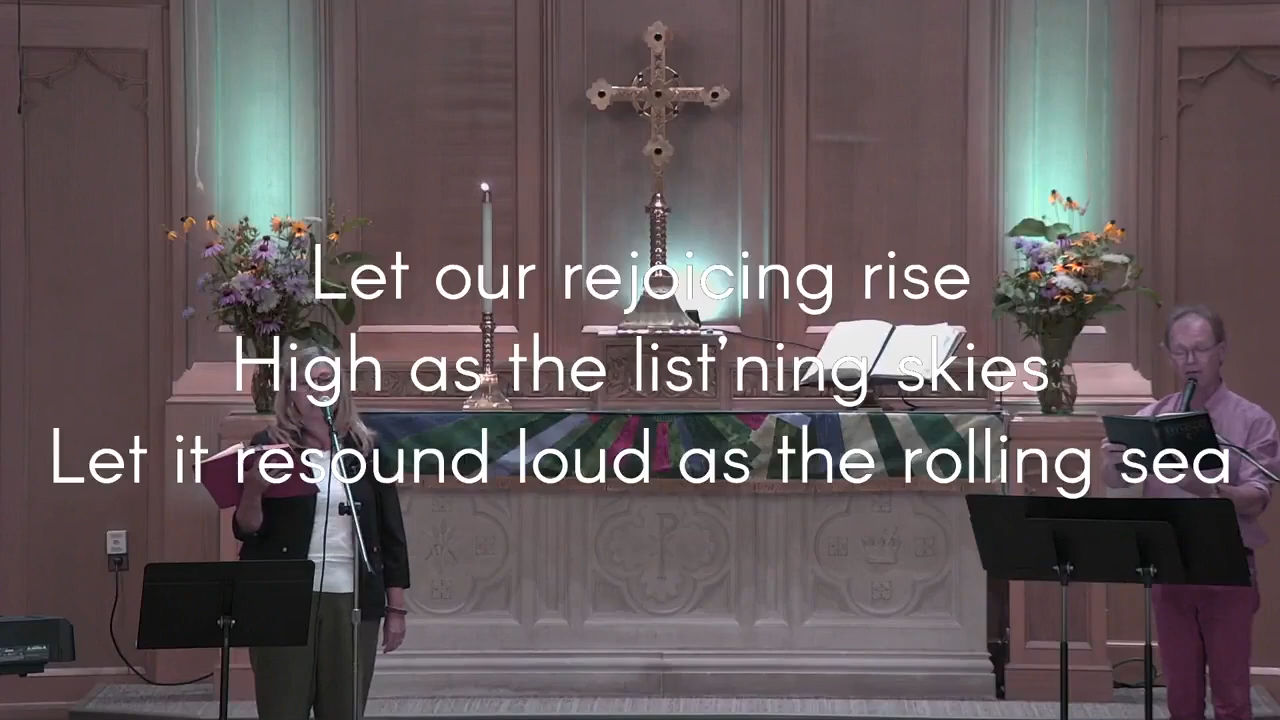 Let our rejoicing rise
High as the list'ning skies
Let it resound loud as the rolling sea